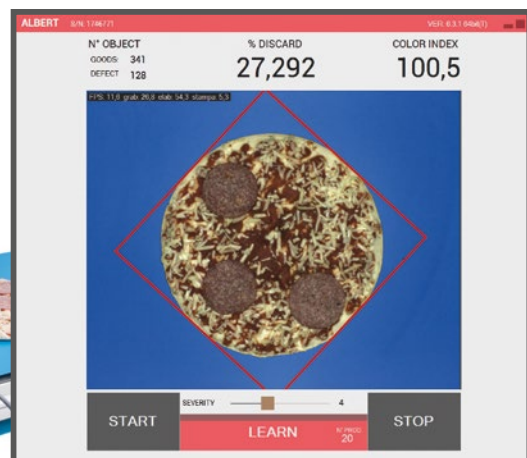 ALBERT S/N: 1746771 VER: 6.3.1 64bit(1)
N° OBJECT % DISCARD COLOR INDEX
GOODS: 341
DEFECT 128
27,292 100,5
FPS: 11,8 grab: 26,8 elab: 54,3 stampa: 5,3
SEVERITY 4
START LEARN N° PROD 20 STOP